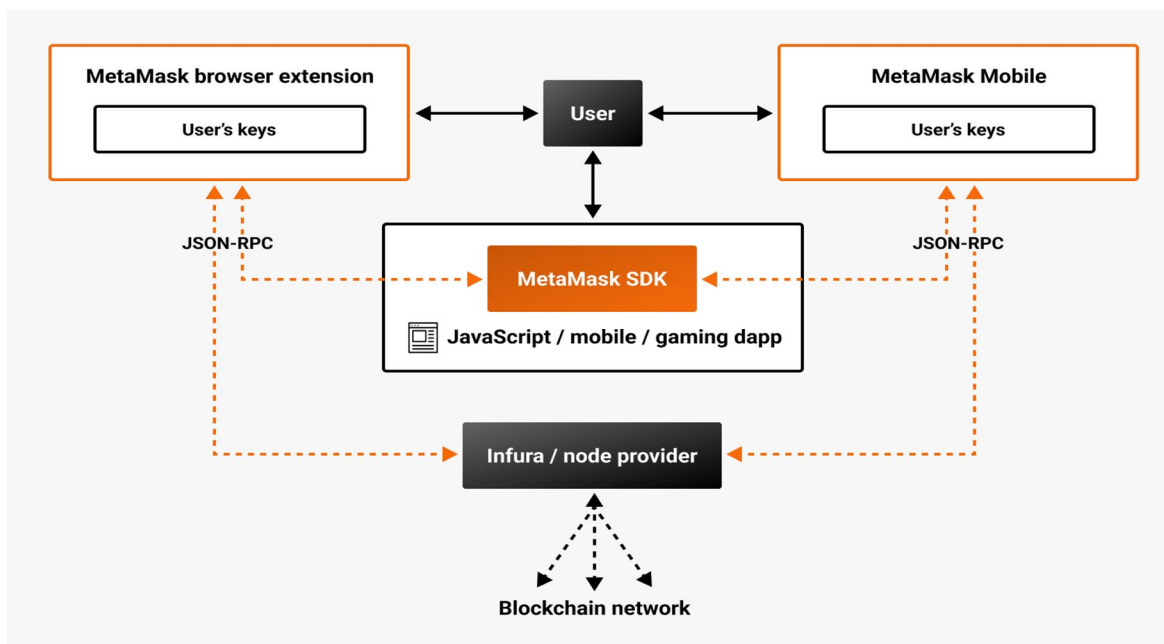 MetaMask browser extension
User's keys
User
MetaMask Mobile
User's keys
JSON-RPC
JSON-RPC
MetaMask SDK
JavaScript / mobile / gaming dapp
Infura / node provider
Blockchain network